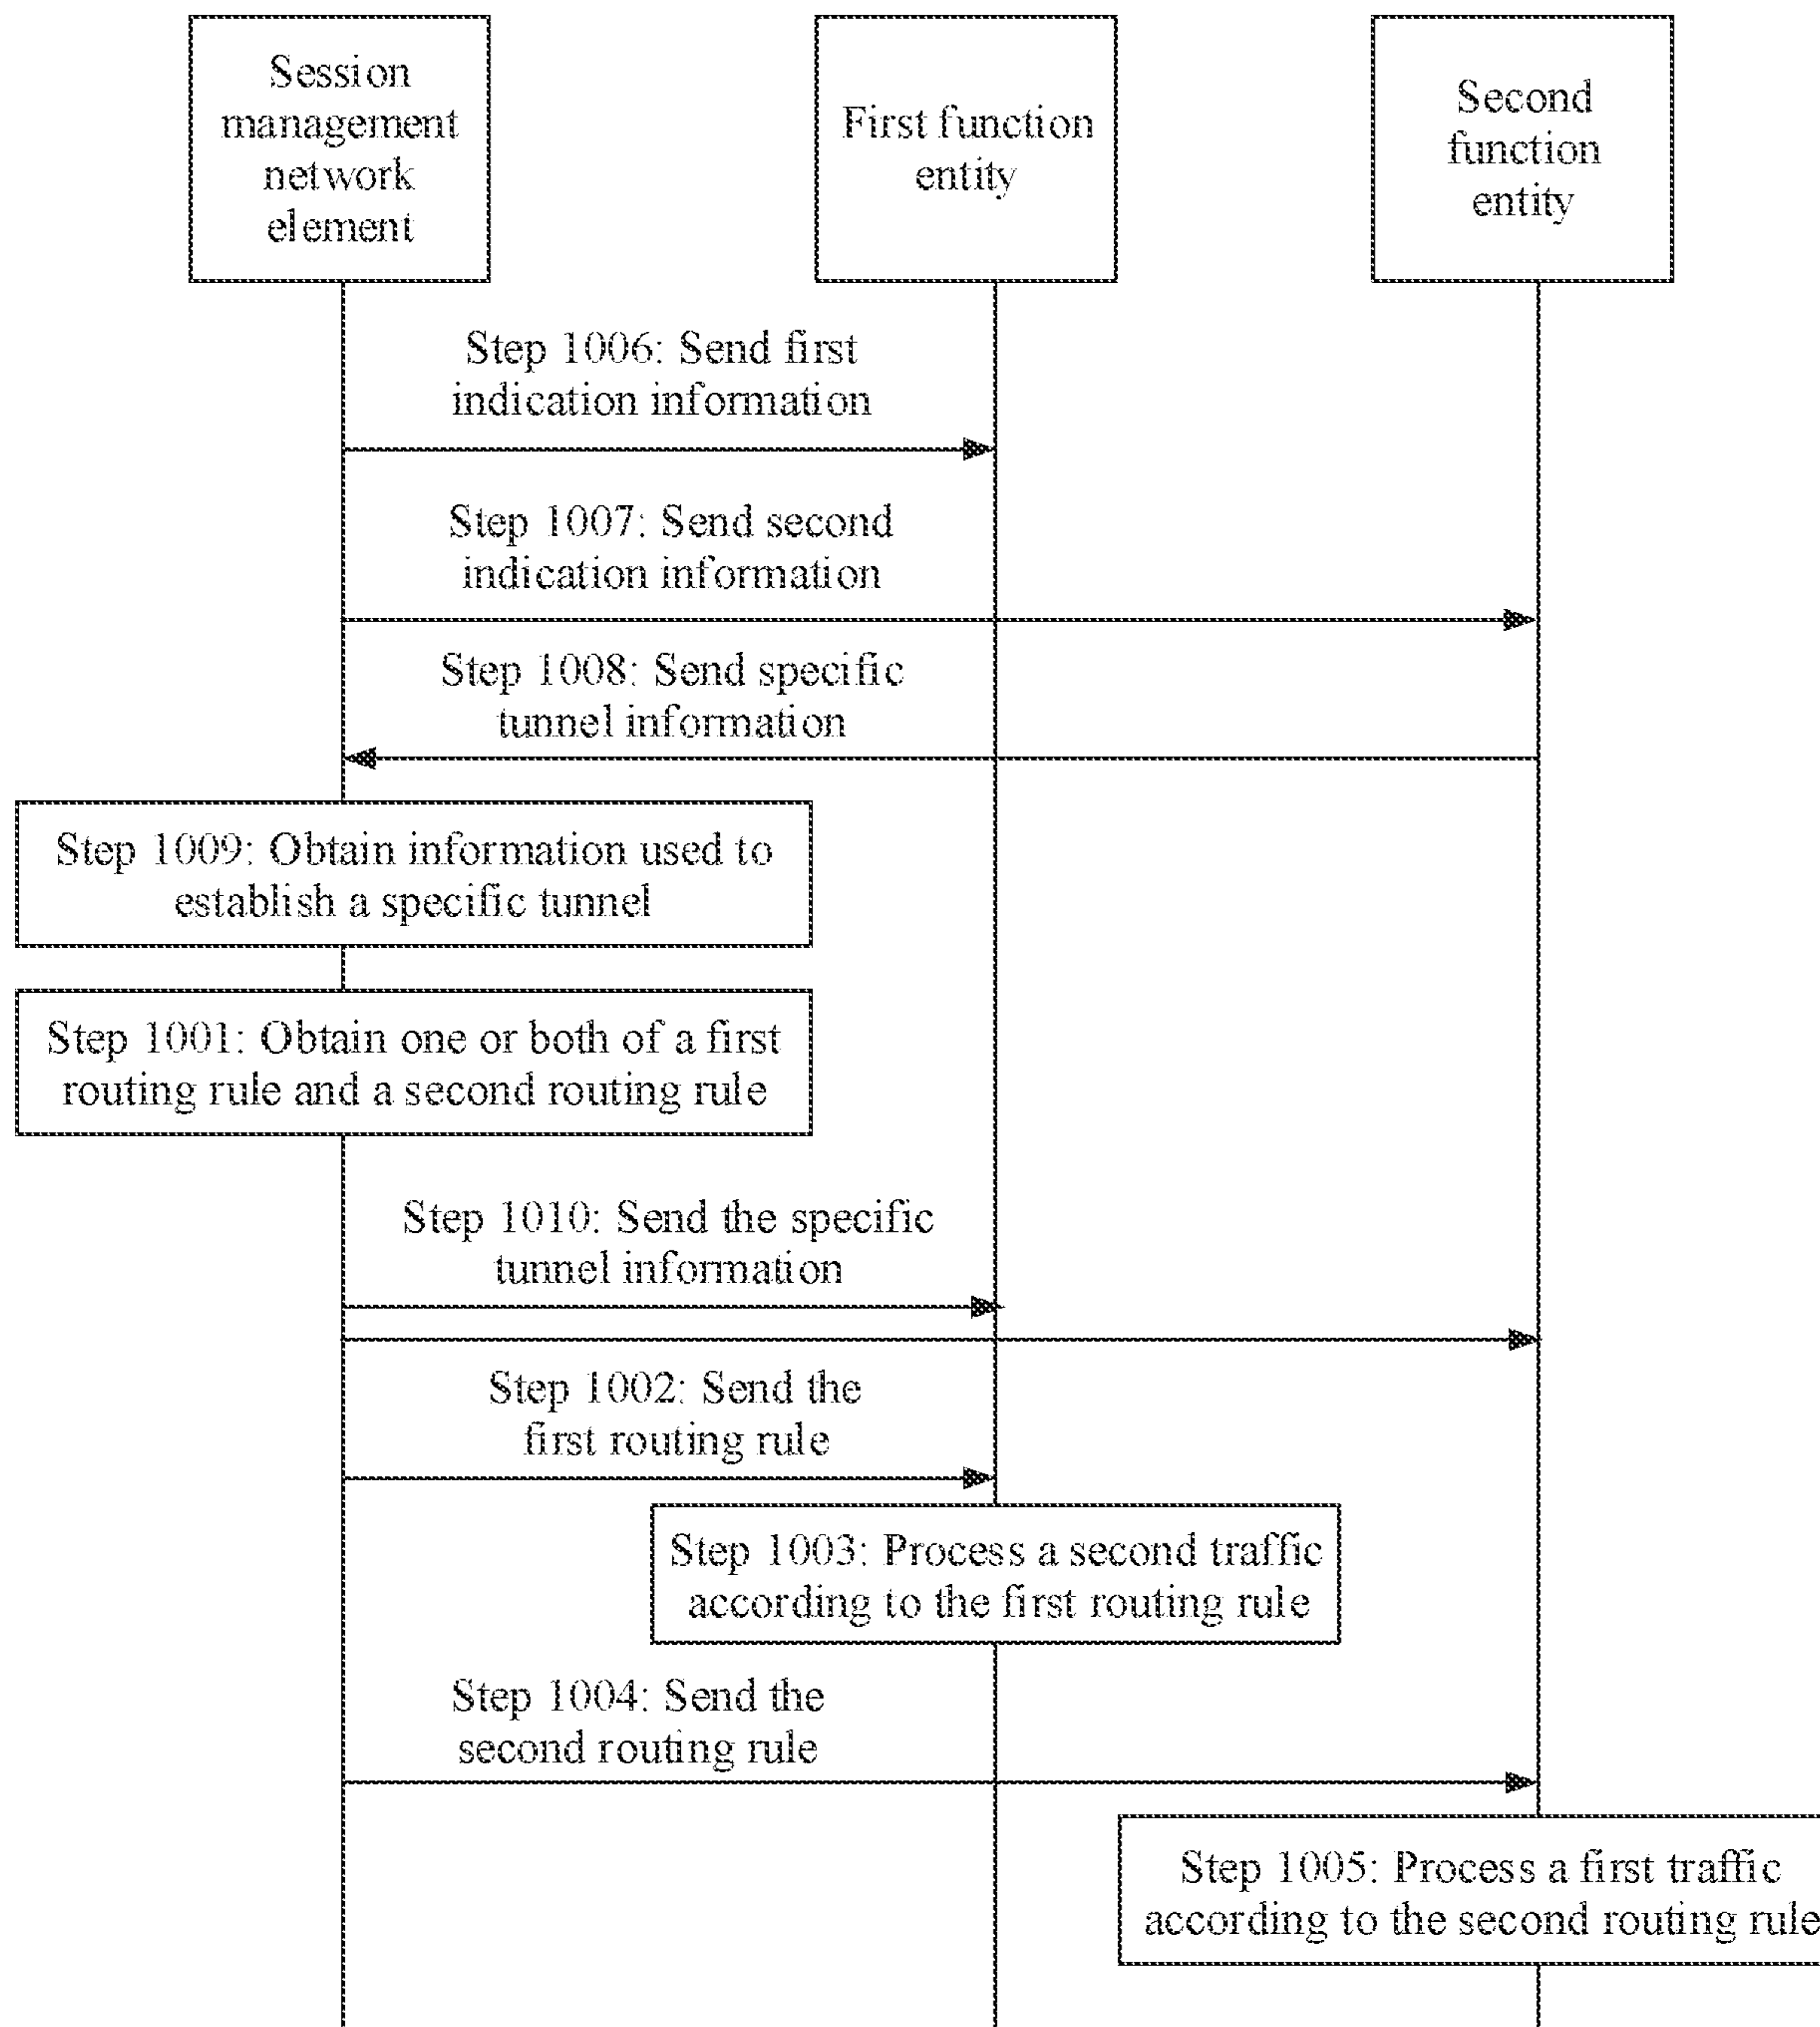 Session
management
network
element
First function
entity
Second
function
entity
Step 1006: Send first
indication information
Step 1007: Send second
indication information
Step 1008: Send specific
tunnel information
Step 1009: Obtain information used to
establish a specific tunnel
Step 1001: Obtain one or both of a first
routing rule and a second routing rule
Step 1010: Send the specific
tunnel information
Step 1002: Send the
first routing rule
Step 1003: Process a second traffic
according to the first routing rule
Step 1004: Send the
second routing rule
Step 1005: Process a first traffic
according to the second routing rule